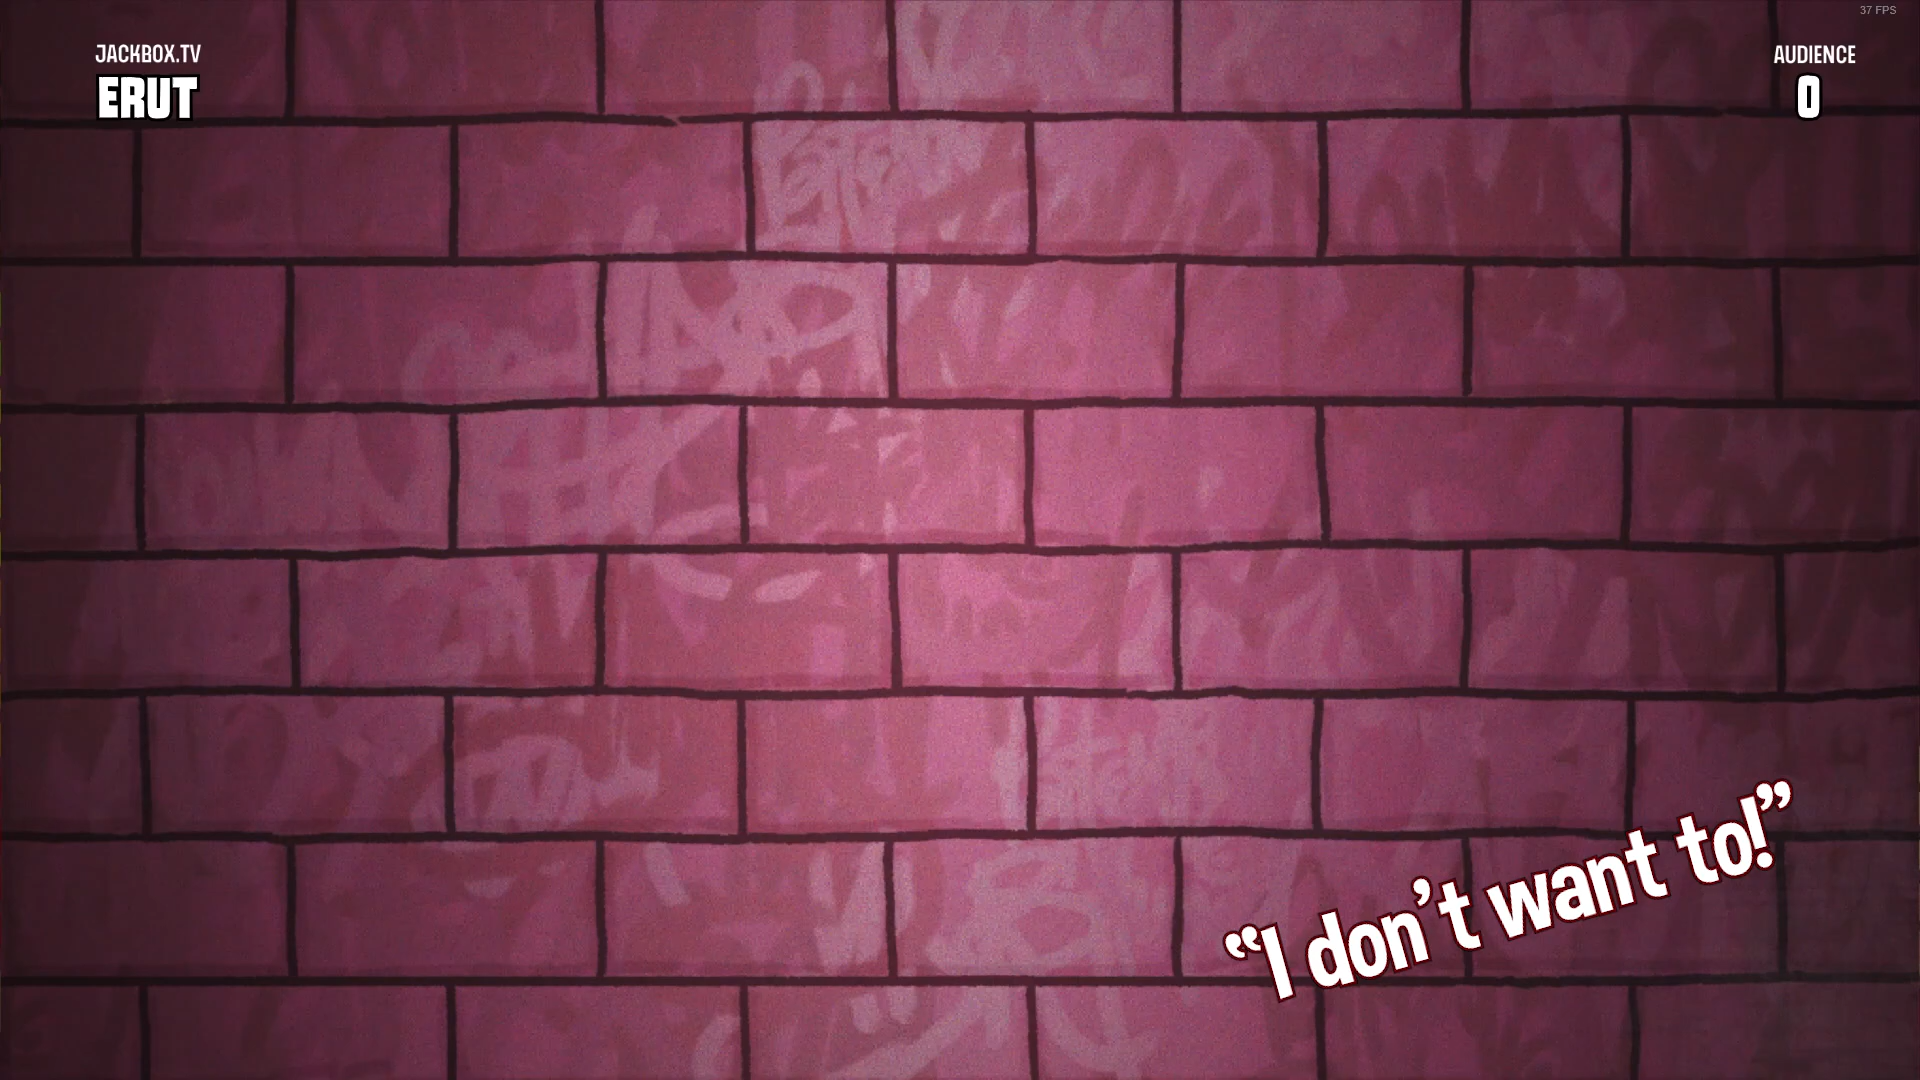 37 FPS
JACKBOX.TV
ERUT
AUDIENCE
0
“I don’t want to!”